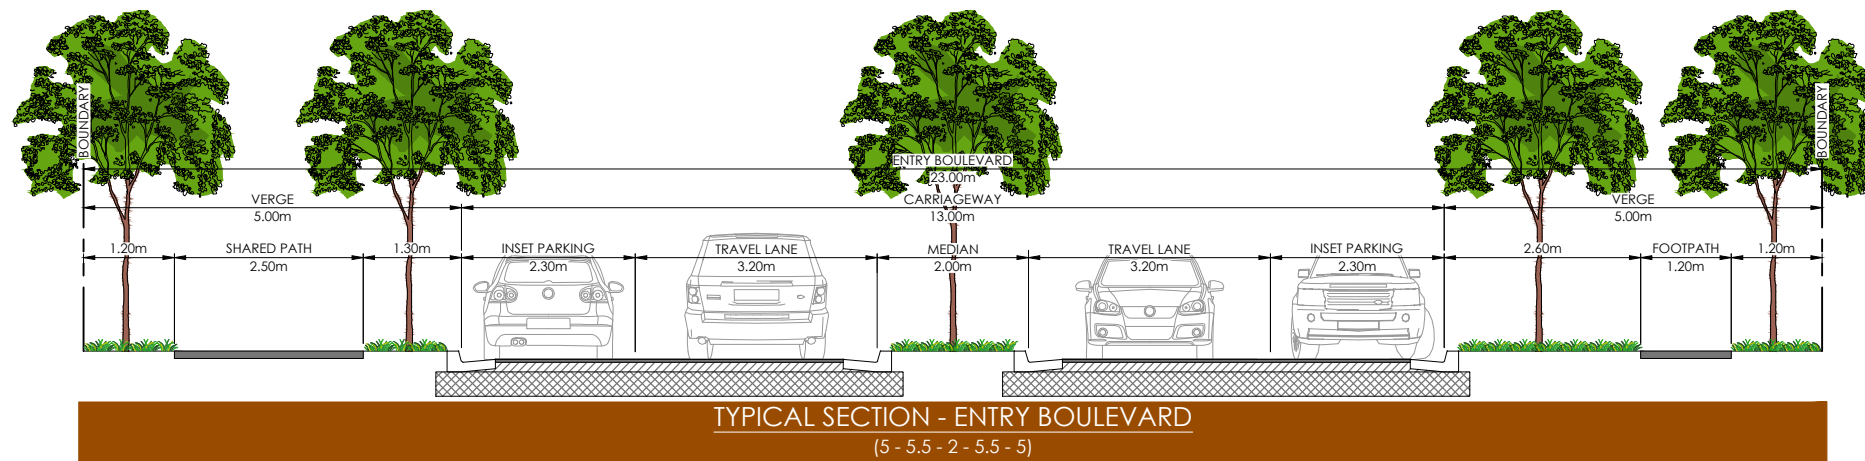 BOUNDARY
BOUNDARY
ENTRY BOULEVARD
23.00m
VERGE
5.00m
CARRIAGEWAY
13.00m
VERGE
5.00m
1.20m
SHARED PATH
2.50m
1.30m
INSET PARKING
2.30m
TRAVEL LANE
3.20m
MEDIAN
2.00m
TRAVEL LANE
3.20m
INSET PARKING
2.30m
2.60m
FOOTPATH
1.20m
1.20m
TYPICAL SECTION - ENTRY BOULEVARD
(5 - 5.5 - 2 - 5.5 - 5)